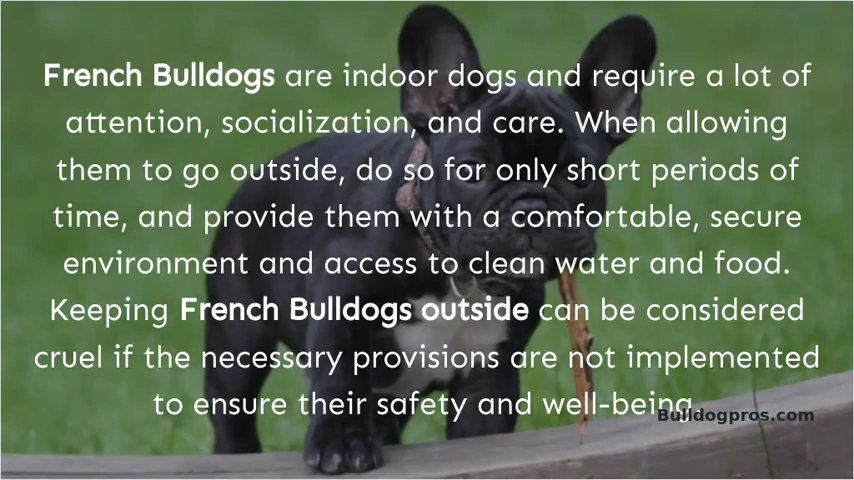 French Bulldogs are indoor dogs and require a lot of
attention, socialization, and care. When allowing
them to go outside, do so for only short periods of
time, and provide them with a comfortable, secure
environment and access to clean water and food.
Keeping French Bulldogs outside can be considered
cruel if the necessary provisions are not implemented
to ensure their safety and well-being.
Bulldogpros.com